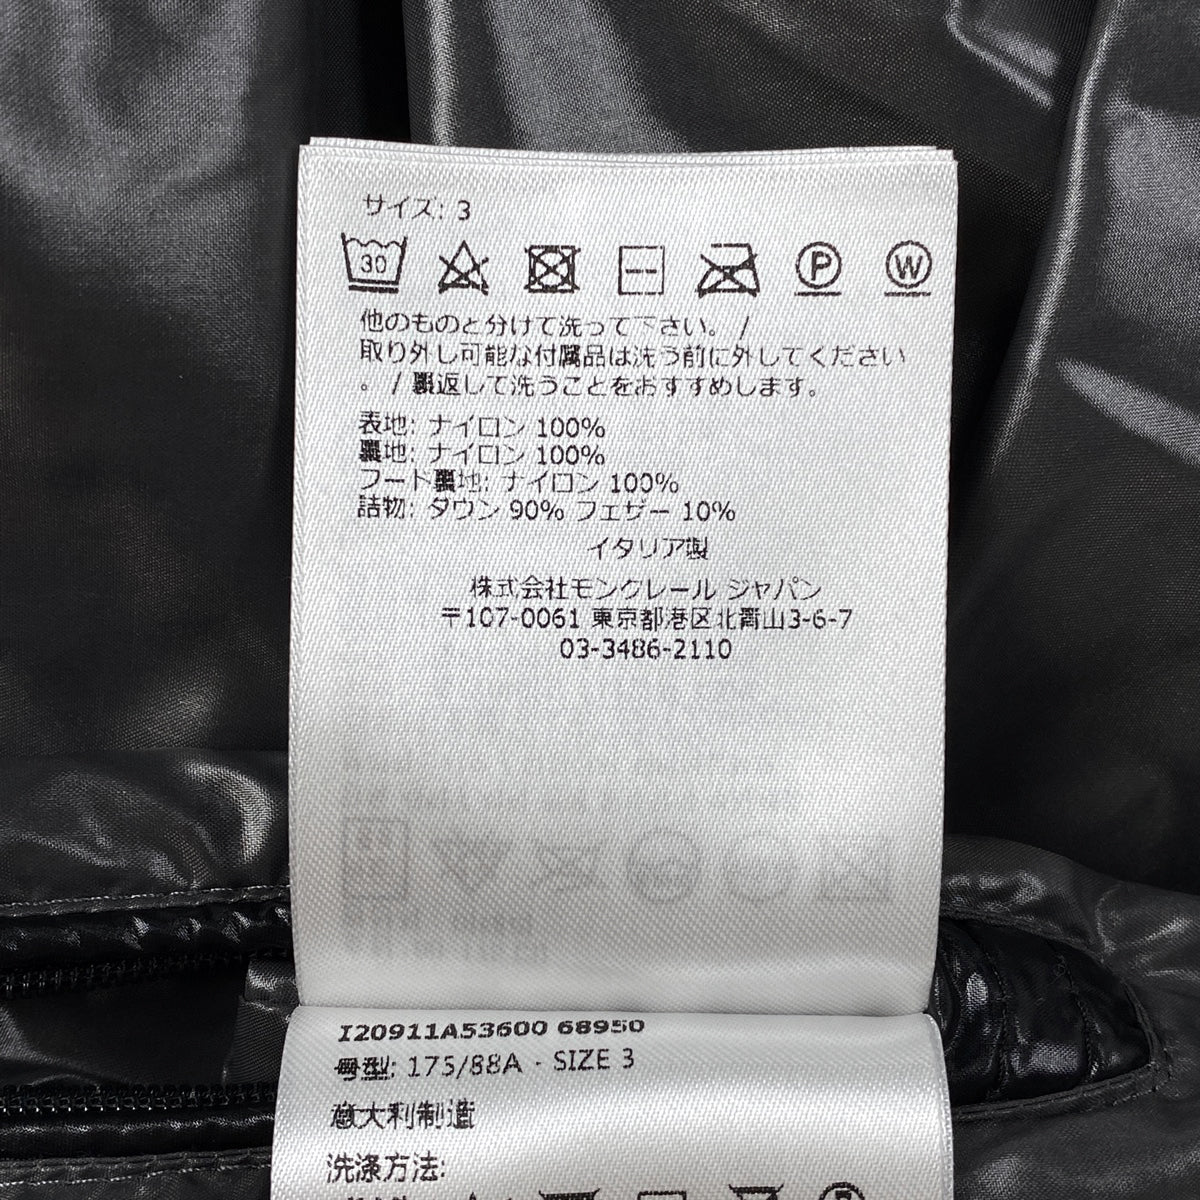 サイズ: 3
30
P
W
他のものと分けて洗って下さい。 /
取り外し可能な付属品は洗う前に外してください
。 / 裏返して洗うことをおすすめします。
表地: ナイロン 100%
裏地: ナイロン 100%
フード裏地: ナイロン 100%
詰物: ダウン 90% フェザー 10%
イタリア製
株式会社モンクレール ジャパン
〒107-0061 東京都港区北青山3-6-7
03-3486-2110
I20911A53600 68950
号型: 175/88A - SIZE 3
意大利制造
洗涤方法: